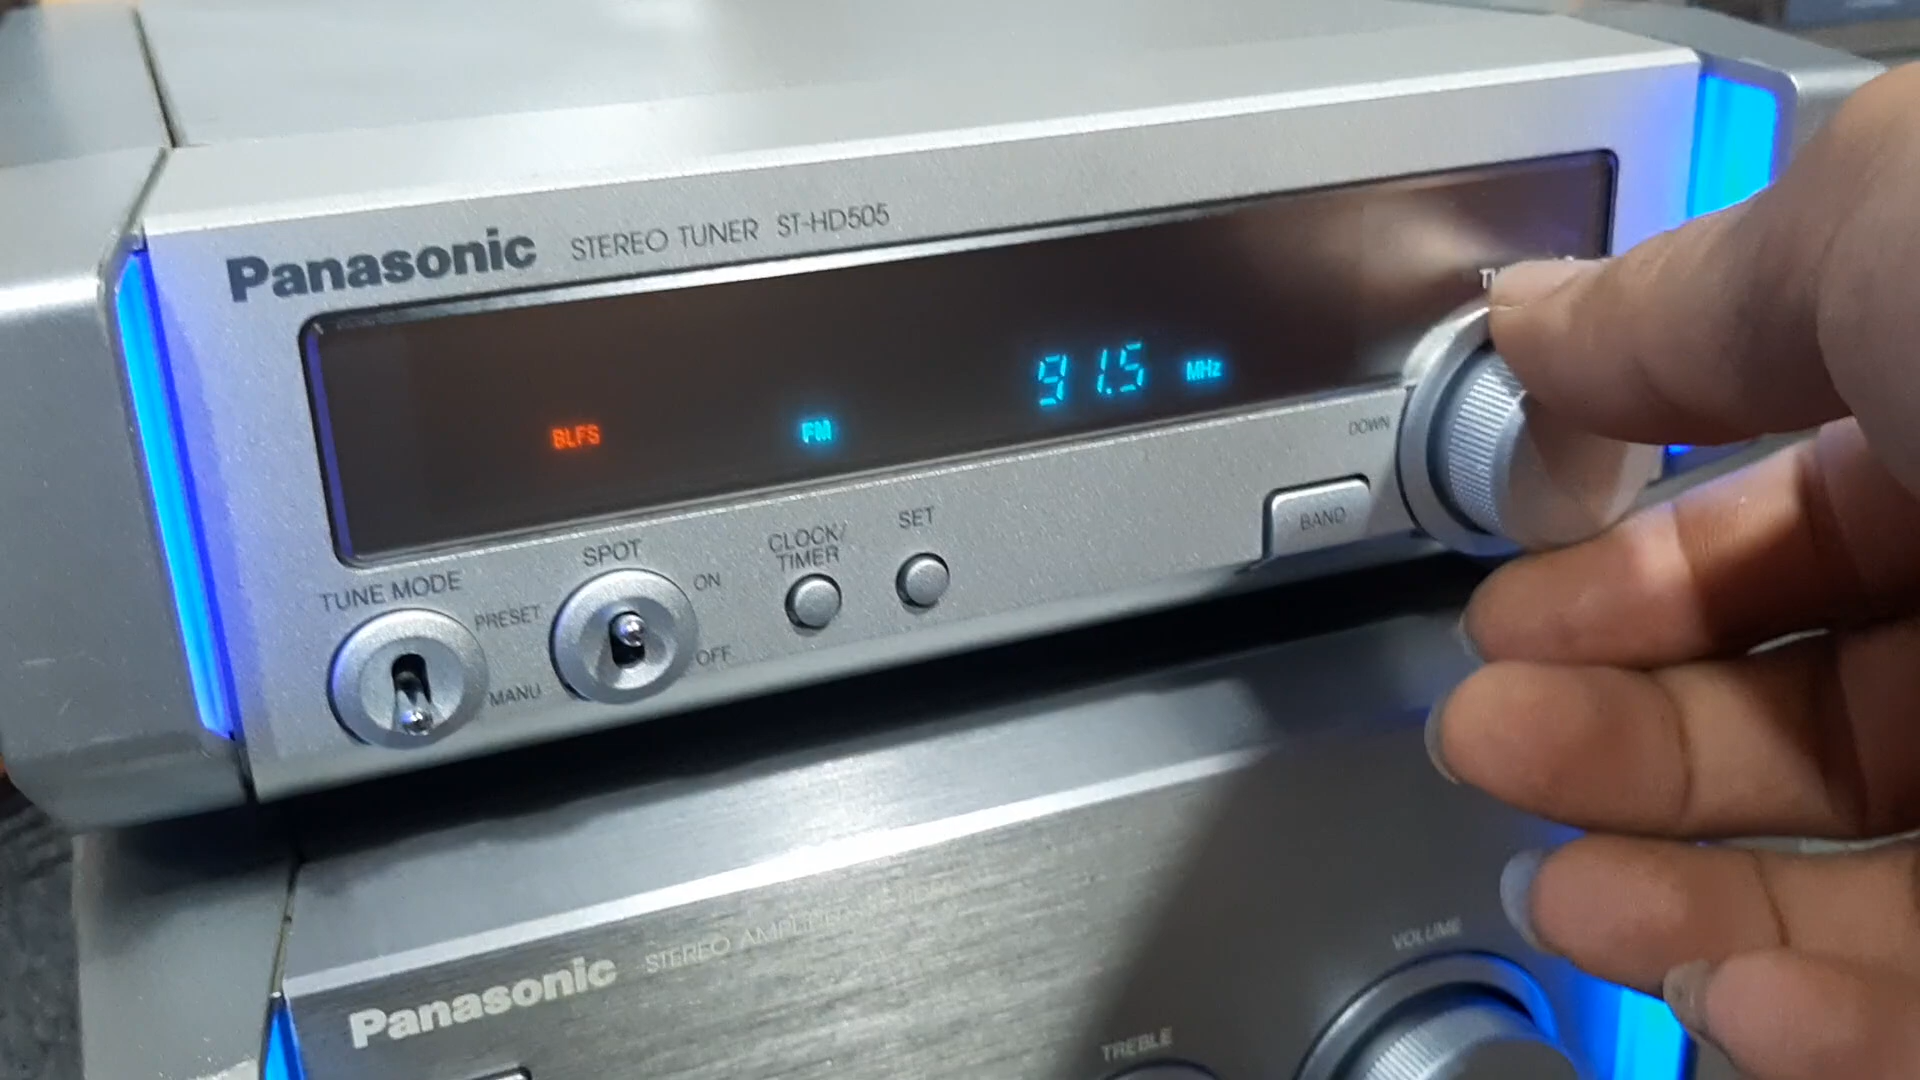 Panasonic STEREO TUNER ST-HD505
BLFS FM 91.5 MHz
DOWN
BAND
TUNE MODE
PRESET
MANU
SPOT
ON
OFF
CLOCK/
TIMER
SET
Panasonic STEREO
VOLUME
TREBLE